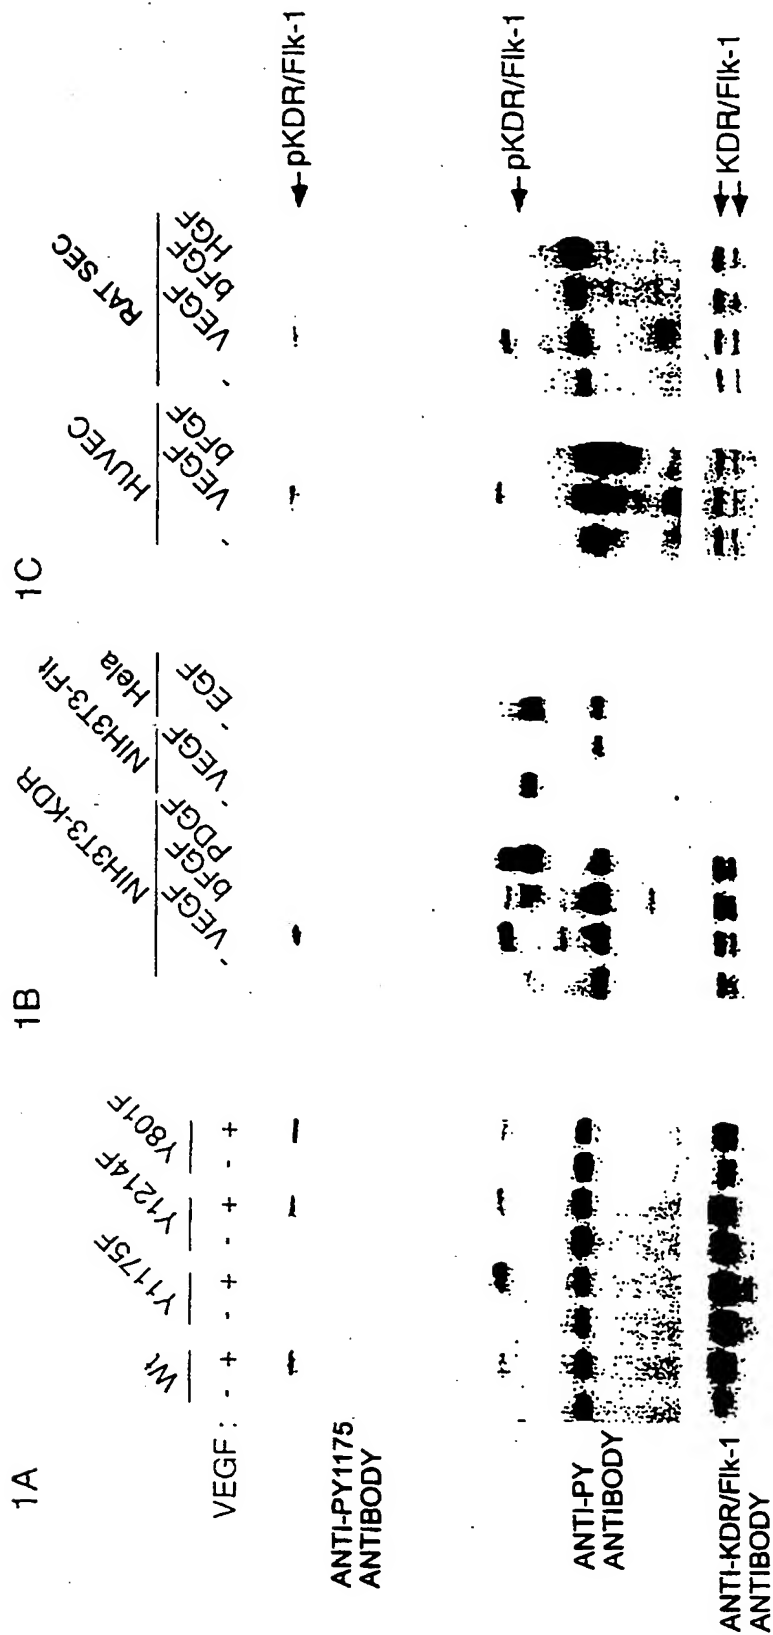 1A
Wt
Y1175F
Y1214F
Y801F
VEGF : - + - + - + - +
ANTI-PY1175
ANTIBODY
ANTI-PY
ANTIBODY
ANTI-KDR/Flk-1
ANTIBODY
1B
NIH3T3-KDR
NIH3T3-Flt
Hela
- VEGF bFGF PDGF - VEGF - EGF
1C
HUVEC
RAT SEC
- VEGF bFGF - VEGF bFGF HGF
pKDR/Flk-1
pKDR/Flk-1
KDR/Flk-1